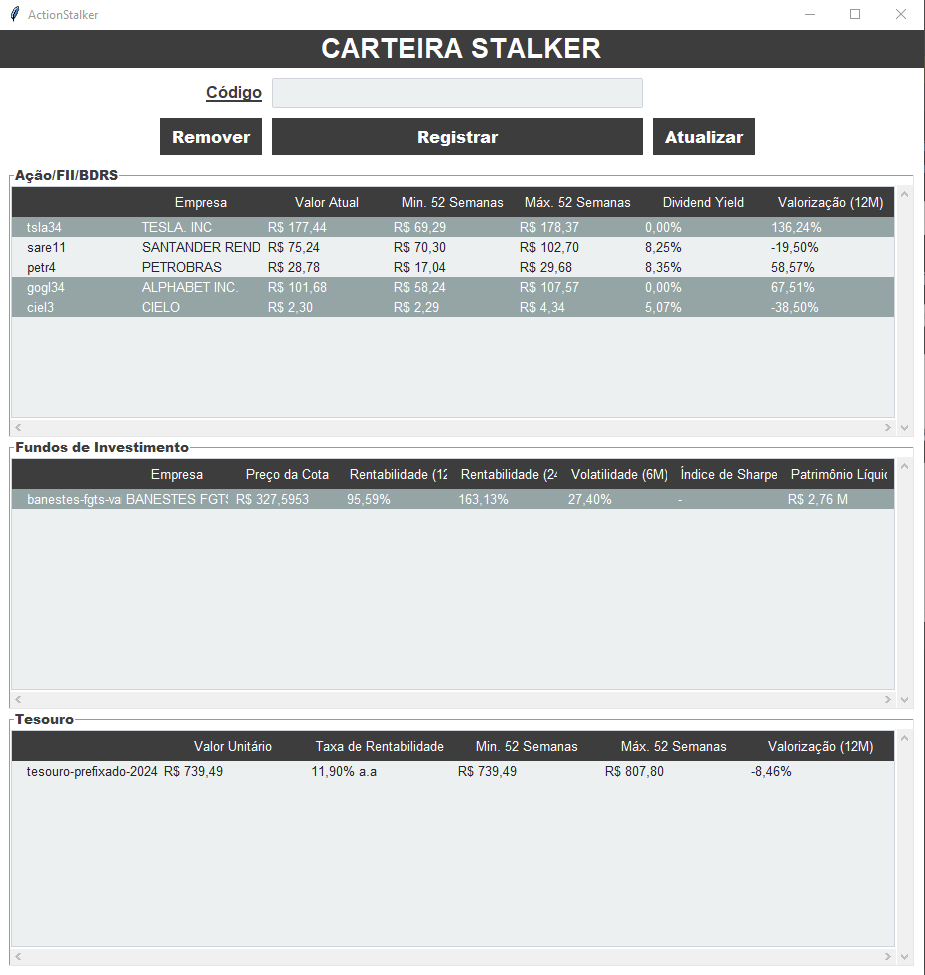 ActionStalker
CARTEIRA STALKER
Código
Remover Registrar Atualizar
Ação/FII/BDRS
Empresa Valor Atual Min. 52 Semanas Máx. 52 Semanas Dividend Yield Valorização (12M)
tsla34 TESLA. INC R$ 177,44 R$ 69,29 R$ 178,37 0,00% 136,24%
sare11 SANTANDER REND R$ 75,24 R$ 70,30 R$ 102,70 8,25% -19,50%
petr4 PETROBRAS R$ 28,78 R$ 17,04 R$ 29,68 8,35% 58,57%
gogl34 ALPHABET INC. R$ 101,68 R$ 58,24 R$ 107,57 0,00% 67,51%
ciel3 CIELO R$ 2,30 R$ 2,29 R$ 4,34 5,07% -38,50%
Fundos de Investimento
Empresa Preço da Cota Rentabilidade (12 Rentabilidade (24 Volatilidade (6M) Índice de Sharpe Patrimônio Líquic
banestes-fgts-va BANESTES FGTS R$ 327,5953 95,59% 163,13% 27,40% - R$ 2,76 M
Tesouro
Valor Unitário Taxa de Rentabilidade Min. 52 Semanas Máx. 52 Semanas Valorização (12M)
tesouro-prefixado-2024 R$ 739,49 11,90% a.a R$ 739,49 R$ 807,80 -8,46%